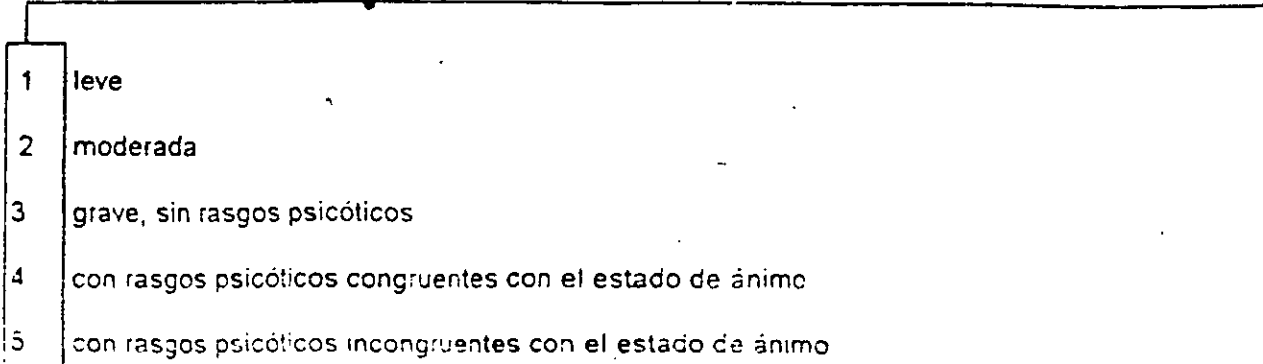 1 leve
2 moderada
3 grave, sin rasgos psicóticos
4 con rasgos psicóticos congruentes con el estado de ánimo
5 con rasgos psicóticos incongruentes con el estado de ánimo